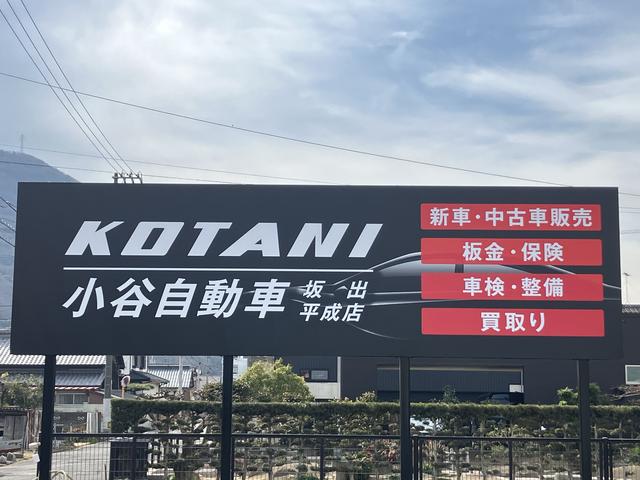 KOTANI
小谷自動車 坂出
平成店
新車・中古車販売
板金・保険
車検・整備
買取り